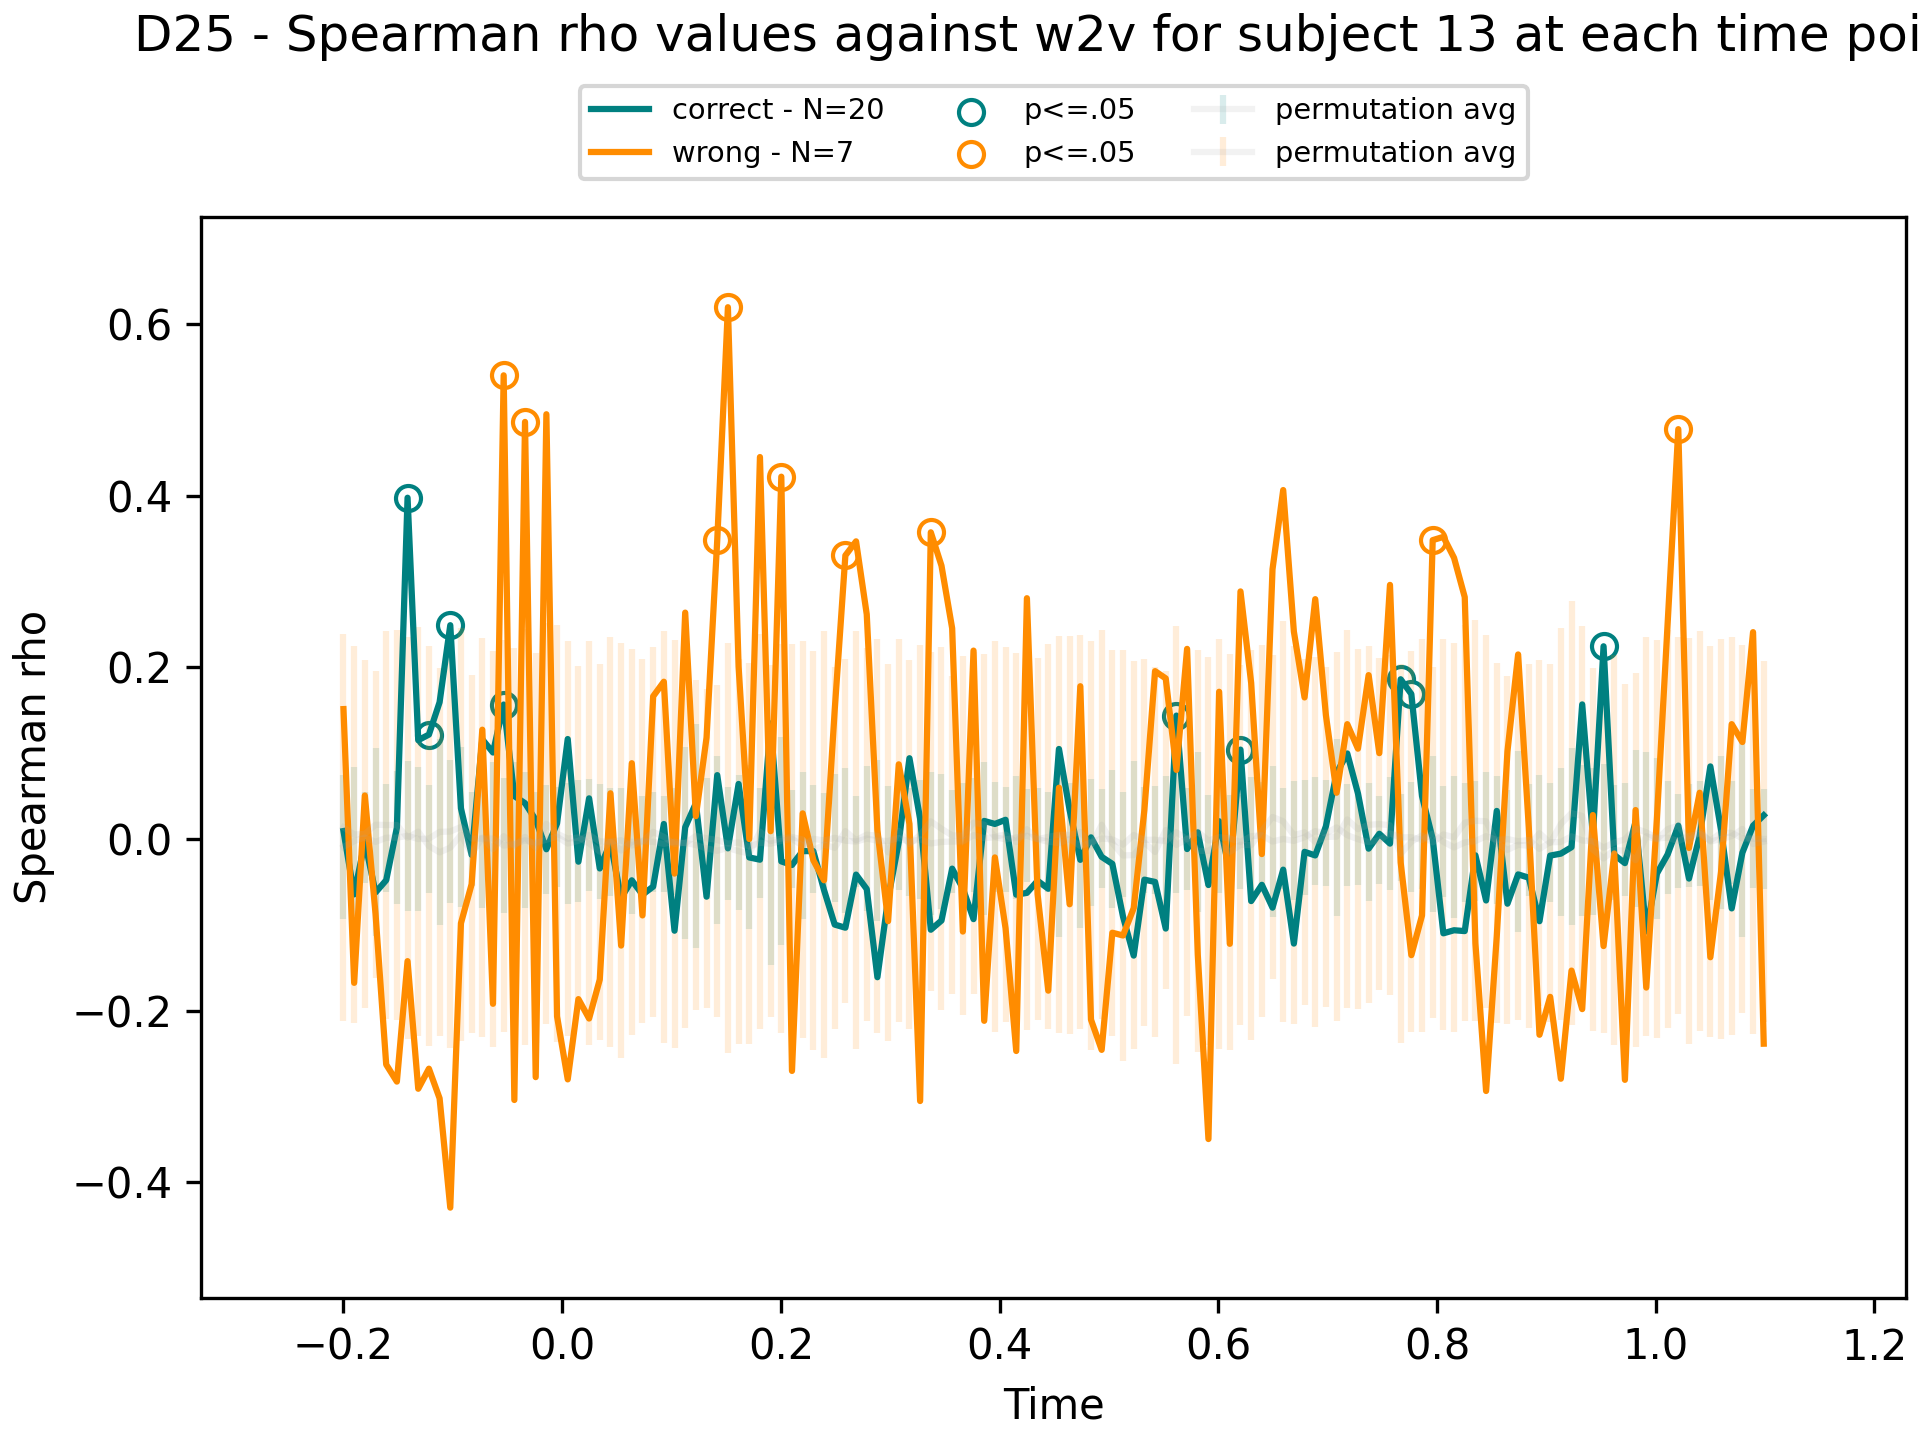 D25 - Spearman rho values against w2v for subject 13 at each time poi
correct - N=20
wrong - N=7
p<=.05
p<=.05
permutation avg
permutation avg
Spearman rho
0.6
0.4
0.2
0.0
−0.2
−0.4
−0.2 0.0 0.2 0.4 0.6 0.8 1.0 1.2
Time